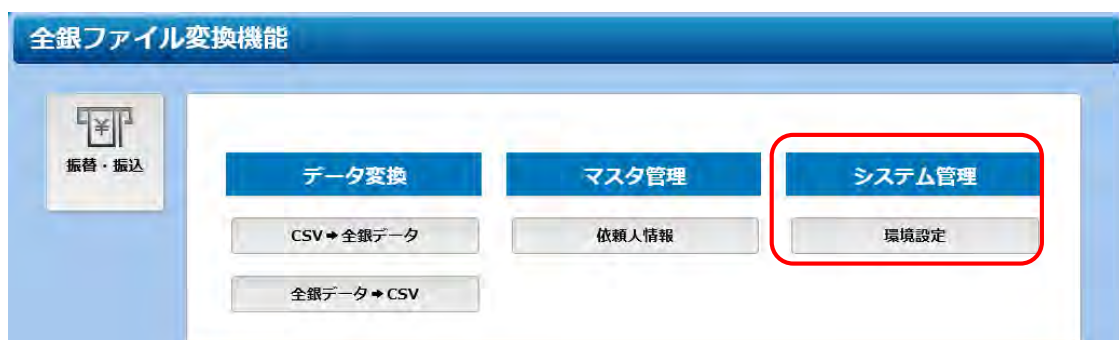 全銀ファイル変換機能
¥
振替・振込
データ変換
マスタ管理
システム管理
CSV➡全銀データ
依頼人情報
環境設定
全銀データ➡CSV